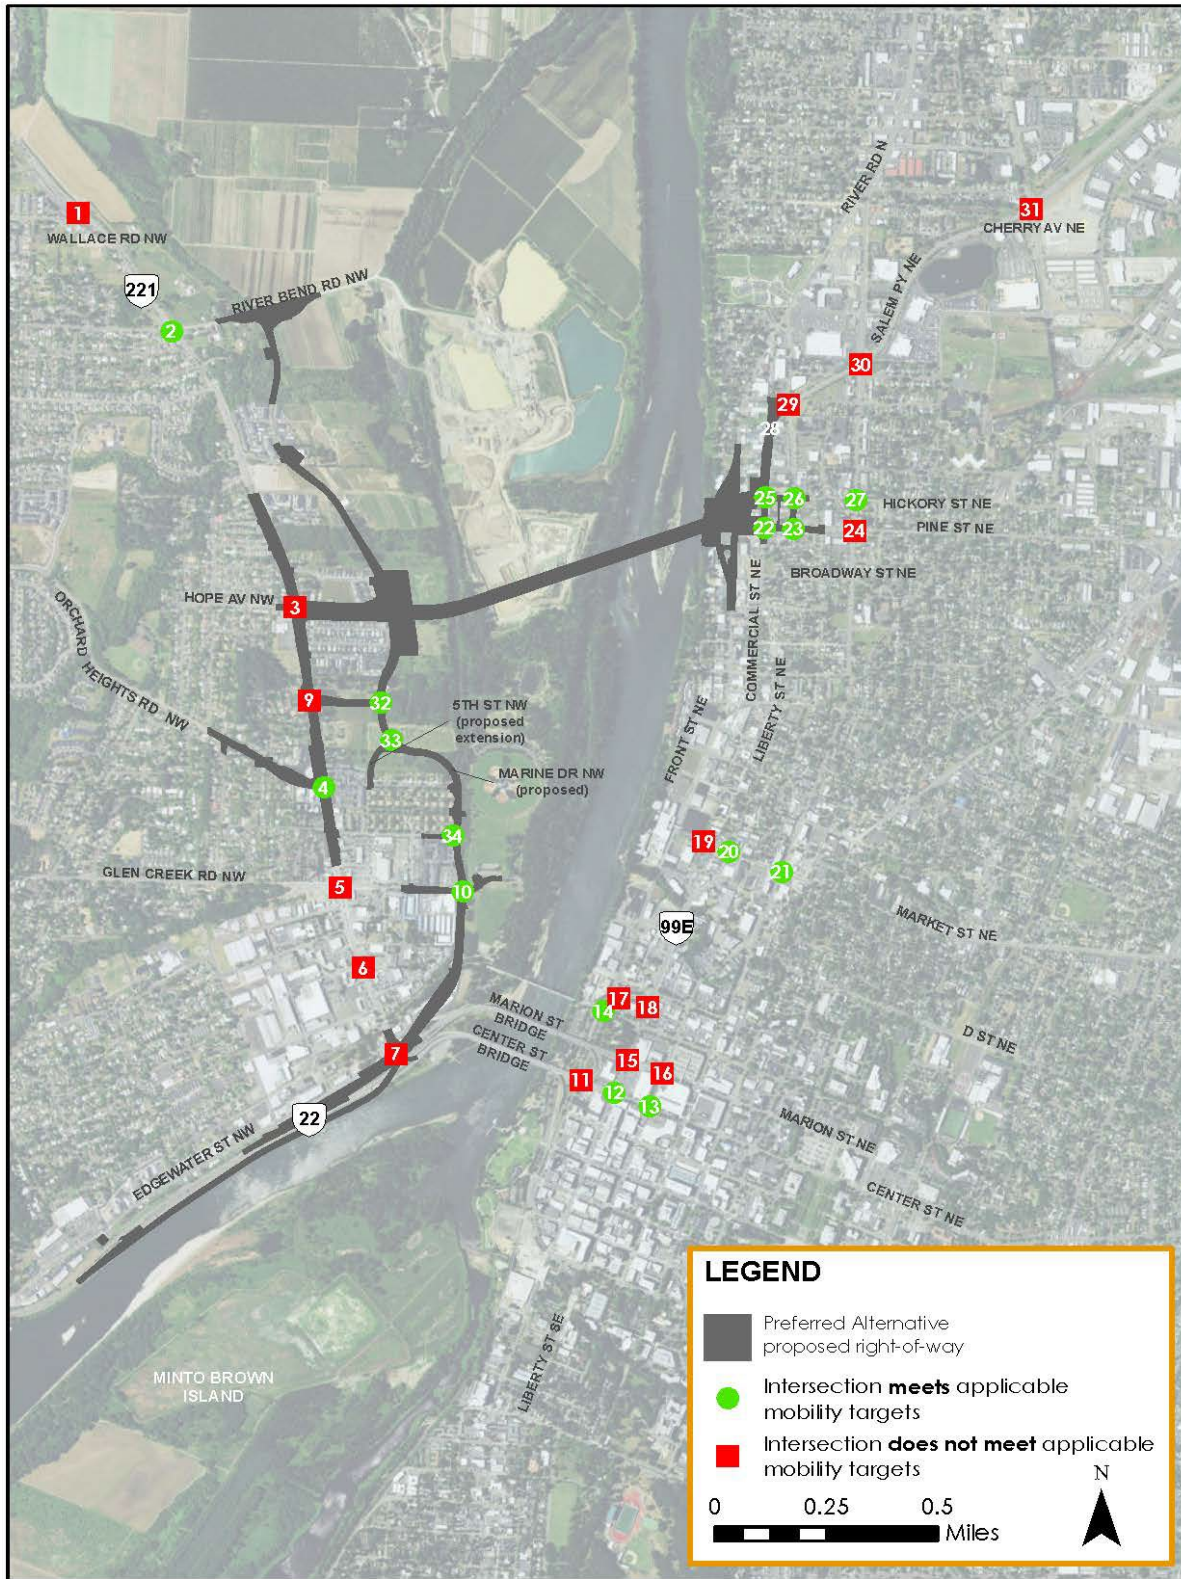 1
WALLACE RD NW
221
2
RIVER BEND RD NW
RIVER RD N
31
CHERRY AV NE
SALEM PY NE
30
29
28
25
26
27
HICKORY ST NE
22
23
24
PINE ST NE
BROADWAY ST NE
COMMERCIAL ST NE
LIBERTY ST NE
FRONT ST NE
HOPE AV NW
3
ORCHARD
HEIGHTS RD NW
9
32
33
5TH ST NW
(proposed
extension)
MARINE DR NW
(proposed)
4
34
GLEN CREEK RD NW
5
10
19
20
21
99E
MARKET ST NE
6
17
14
18
MARION ST
BRIDGE
CENTER ST
BRIDGE
D ST NE
7
15
16
11
12
13
22
EDGEWATER ST NW
MARION ST NE
CENTER ST NE
LIBERTY ST SE
MINTO BROWN
ISLAND
LEGEND
Preferred Alternative
proposed right-of-way
Intersection meets applicable
mobility targets
Intersection does not meet applicable
mobility targets
N
0 0.25 0.5
Miles